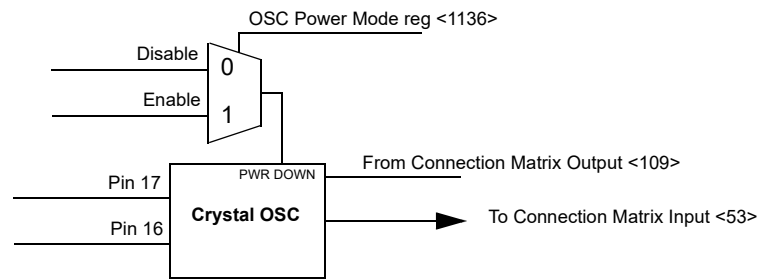 OSC Power Mode reg <1136>
Disable
0
Enable
1
PWR DOWN
From Connection Matrix Output <109>
Pin 17
Crystal OSC
To Connection Matrix Input <53>
Pin 16